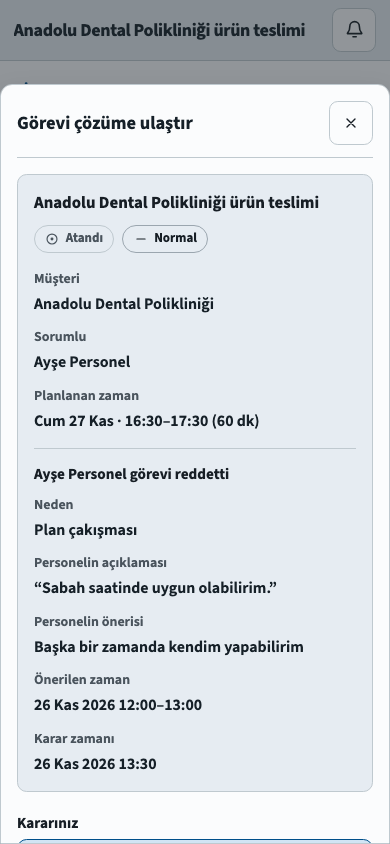 Anadolu Dental Polikliniği ürün teslimi
Görevi çözüme ulaştır
Anadolu Dental Polikliniği ürün teslimi
Atandı
Normal
Müşteri
Anadolu Dental Polikliniği
Sorumlu
Ayşe Personel
Planlanan zaman
Cum 27 Kas · 16:30–17:30 (60 dk)
Ayşe Personel görevi reddetti
Neden
Plan çakışması
Personelin açıklaması
“Sabah saatinde uygun olabilirim.”
Personelin önerisi
Başka bir zamanda kendim yapabilirim
Önerilen zaman
26 Kas 2026 12:00–13:00
Karar zamanı
26 Kas 2026 13:30
Kararınız